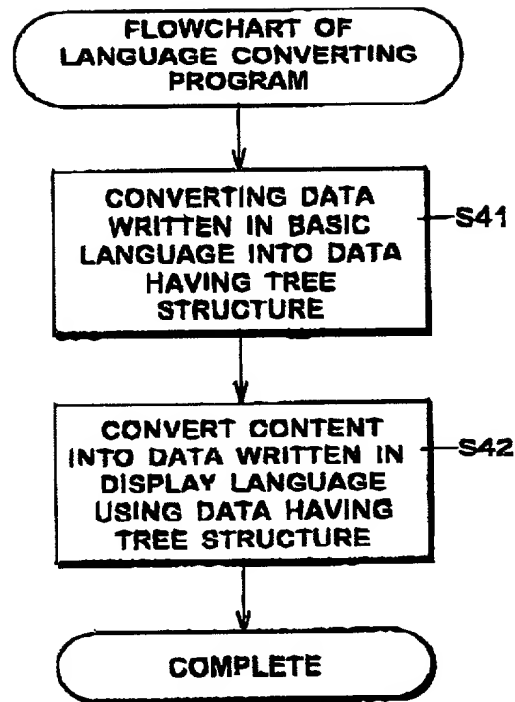 FLOWCHART OF
LANGUAGE CONVERTING
PROGRAM
CONVERTING DATA
WRITTEN IN BASIC
LANGUAGE INTO DATA
HAVING TREE
STRUCTURE
S41
CONVERT CONTENT
INTO DATA WRITTEN IN
DISPLAY LANGUAGE
USING DATA HAVING
TREE STRUCTURE
S42
COMPLETE